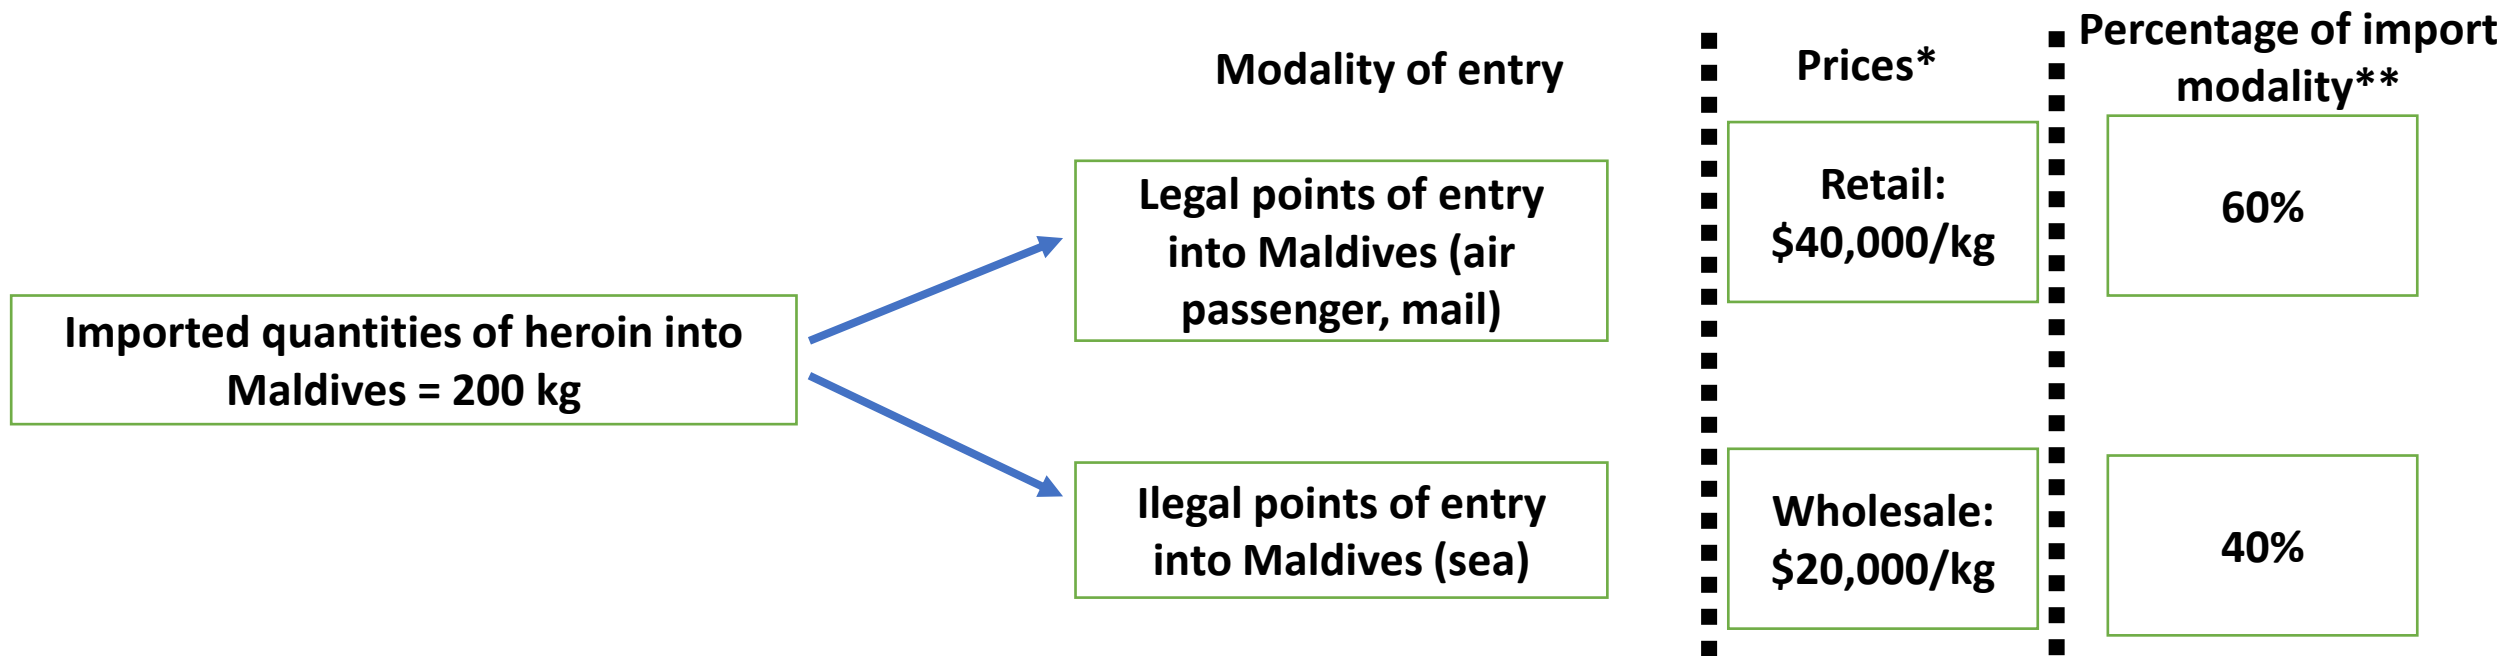 Modality of entry
Prices*
Percentage of import
modality**
Imported quantities of heroin into
Maldives = 200 kg
Legal points of entry
into Maldives (air
passenger, mail)
Retail:
$40,000/kg
60%
Ilegal points of entry
into Maldives (sea)
Wholesale:
$20,000/kg
40%